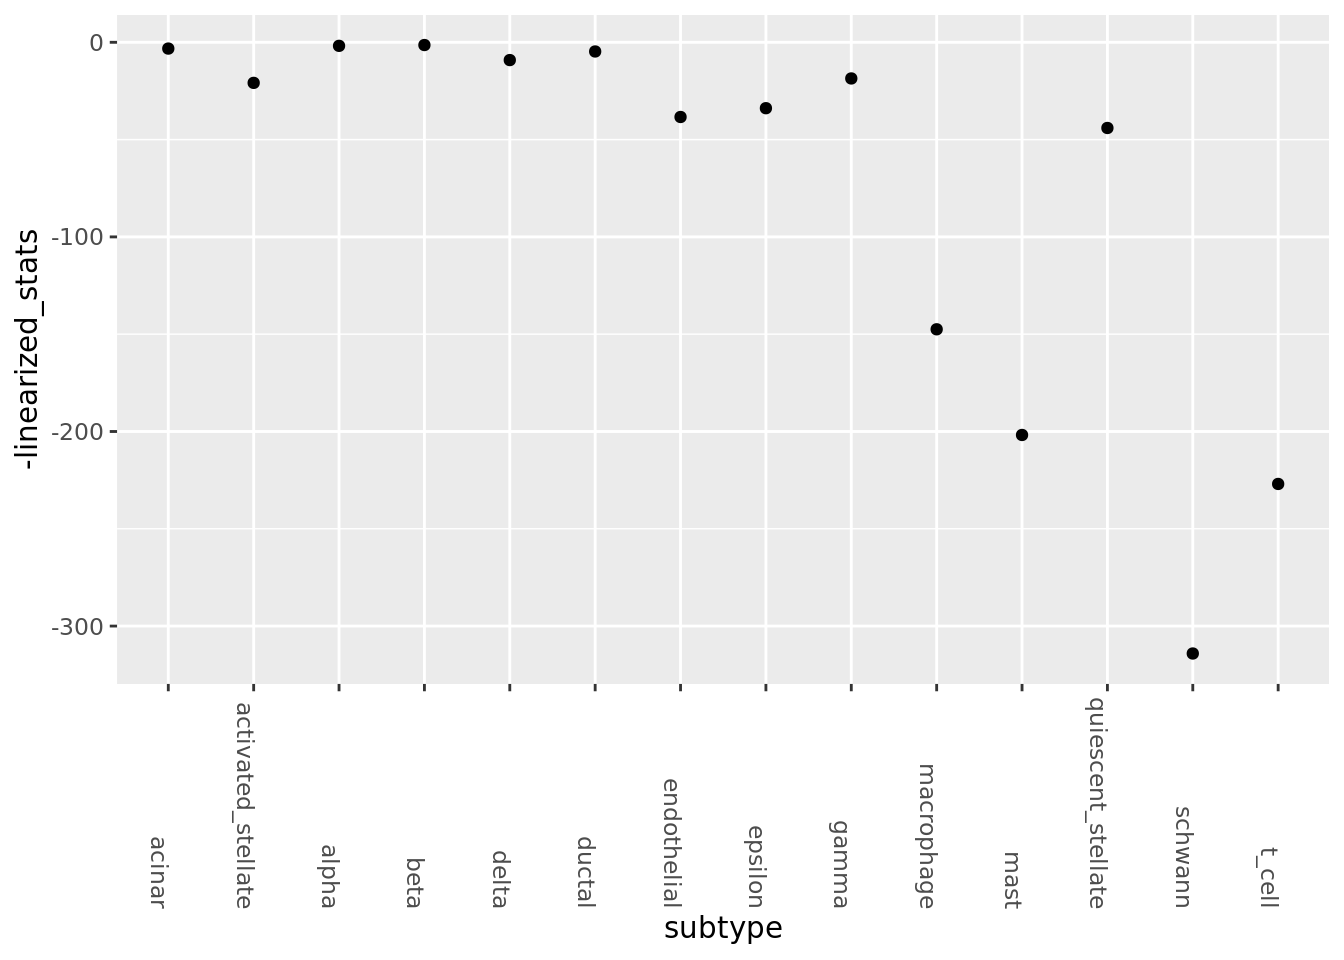 0
-100
-200
-300
-linearized_stats
acinar
activated_stellate
alpha
beta
delta
ductal
endothelial
epsilon
gamma
macrophage
mast
quiescent_stellate
schwann
t_cell
subtype